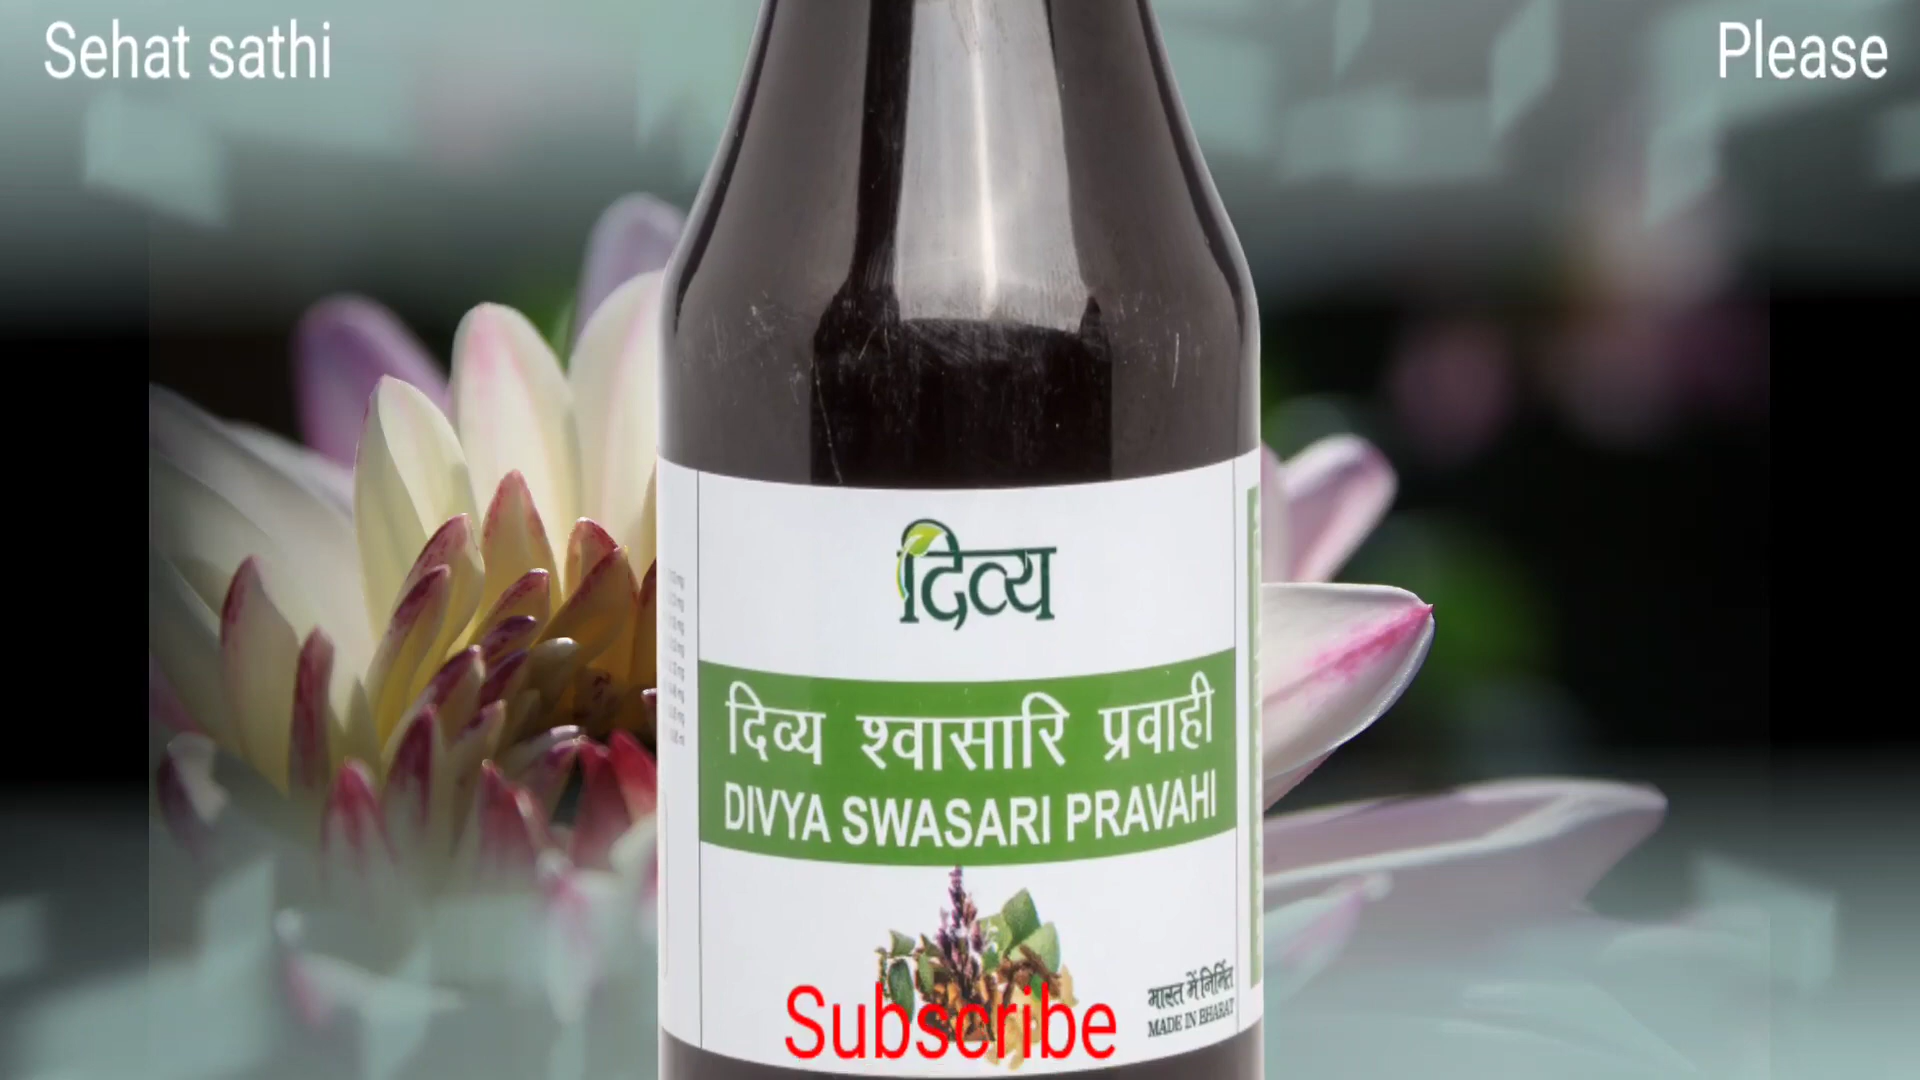 Sehat sathi
Please
दिव्य
दिव्य श्वासारि प्रवाही
DIVYA SWASARI PRAVAHI
भारत में निर्मित
MADE IN BHARAT
Subscribe